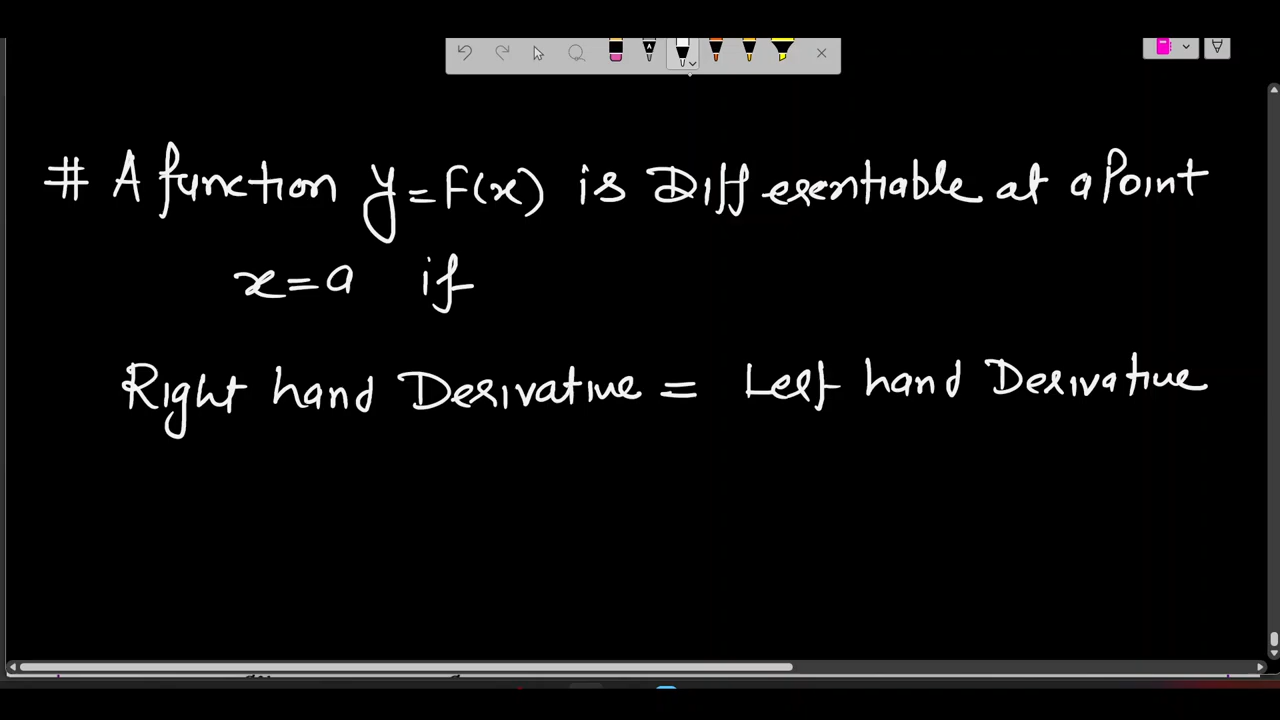 # A function y=F(x) is Differentiable at a Point
x=a if
Right hand Derivative = Left hand Derivative